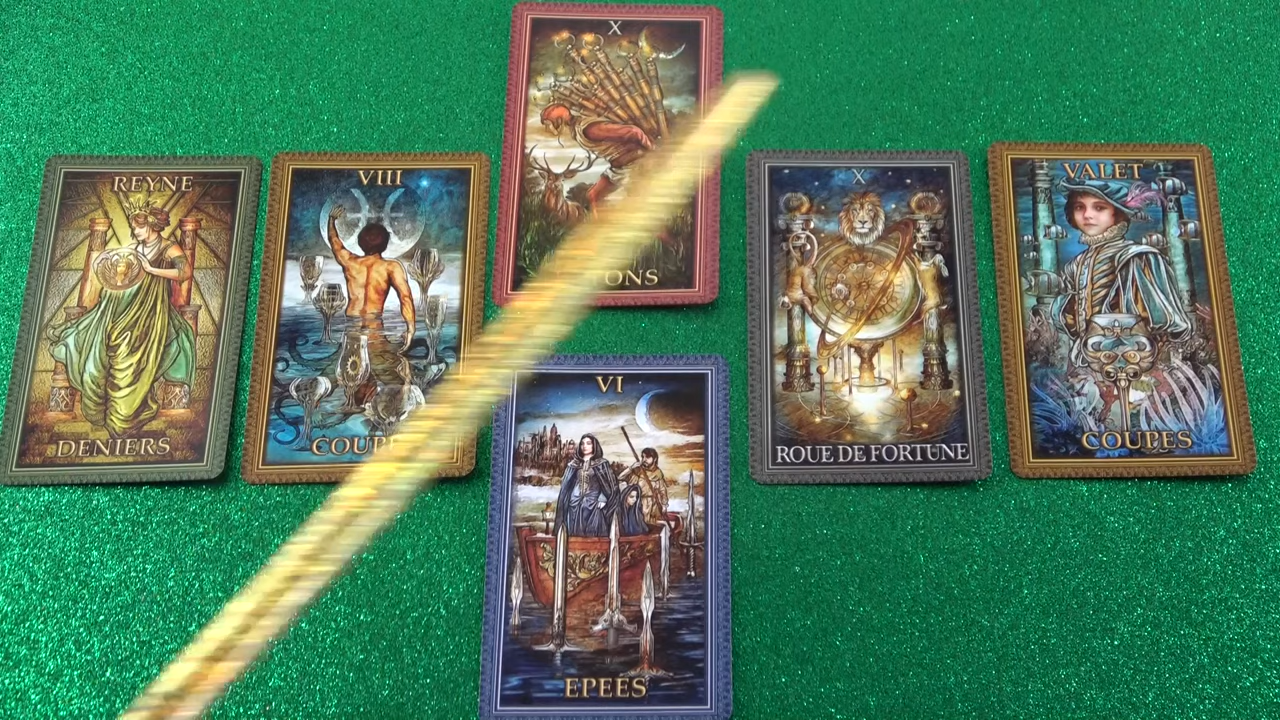 X
REYNE
DENIERS
VIII
VI
EPEES
X
ROUE DE FORTUNE
VALET
COUPES